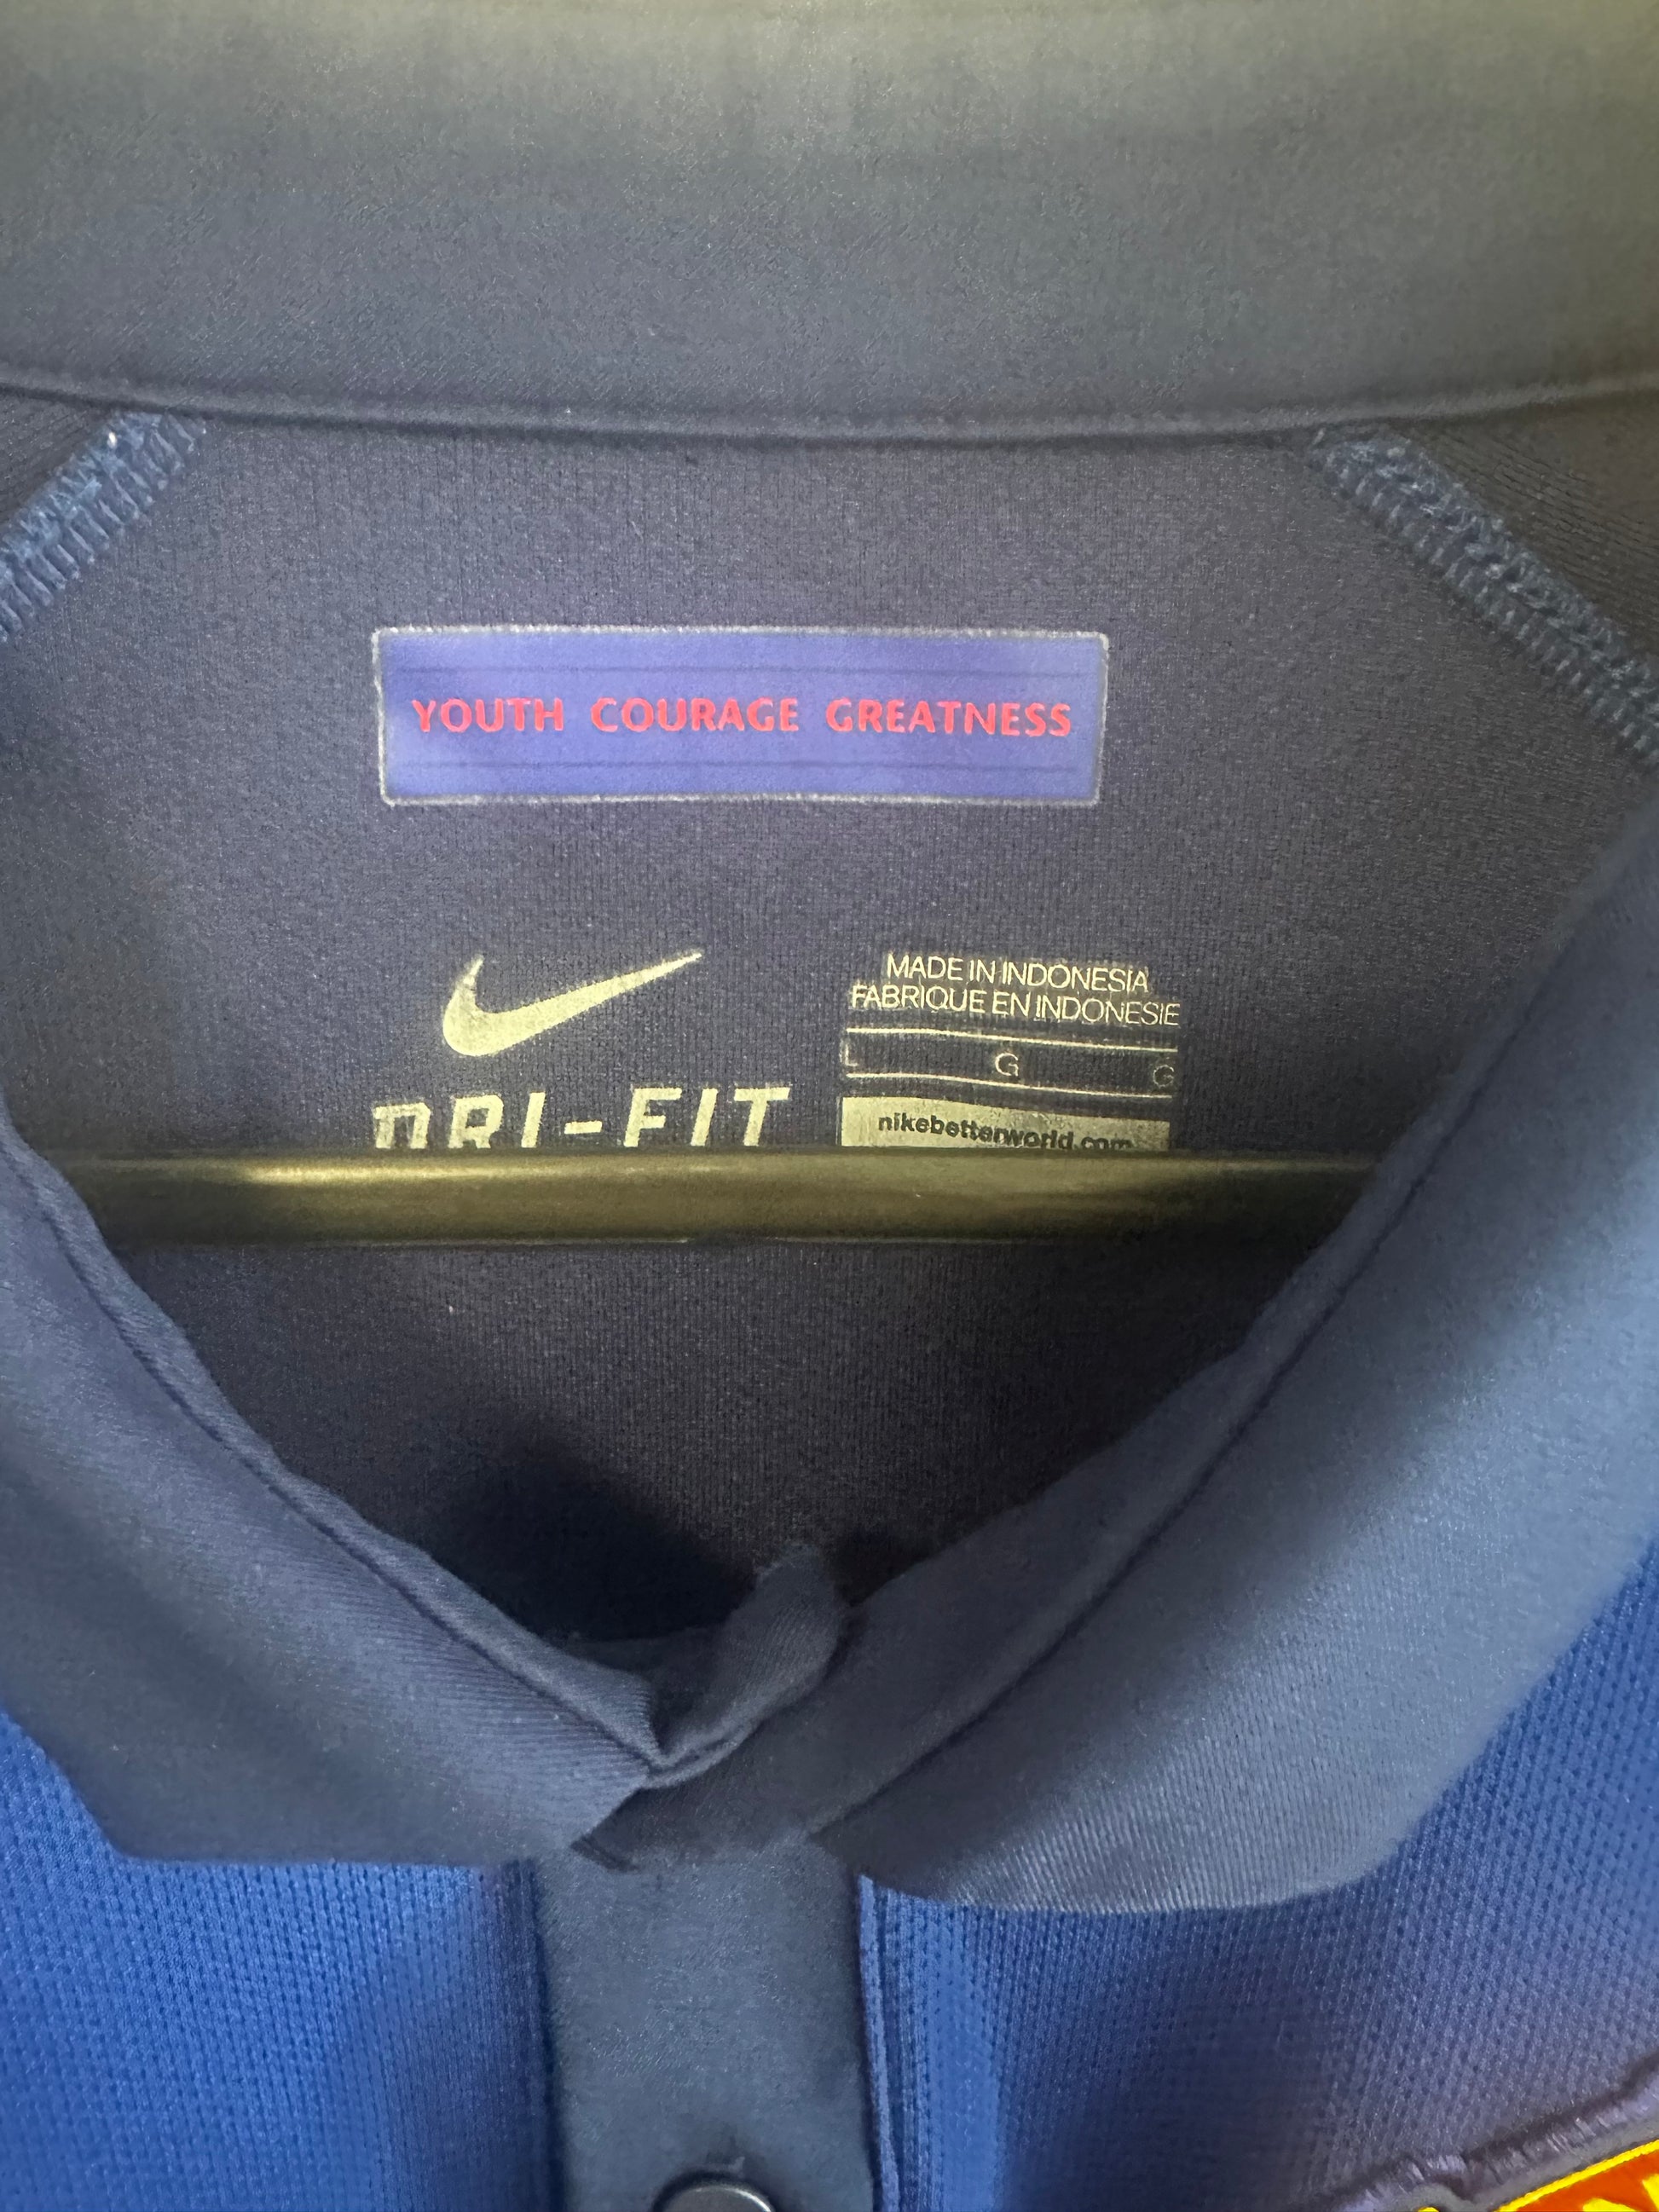 YOUTH COURAGE GREATNESS
MADE IN INDONESIA
FABRIQUE EN INDONESIE
L G G
DRI-FIT
nikebetterworld.com